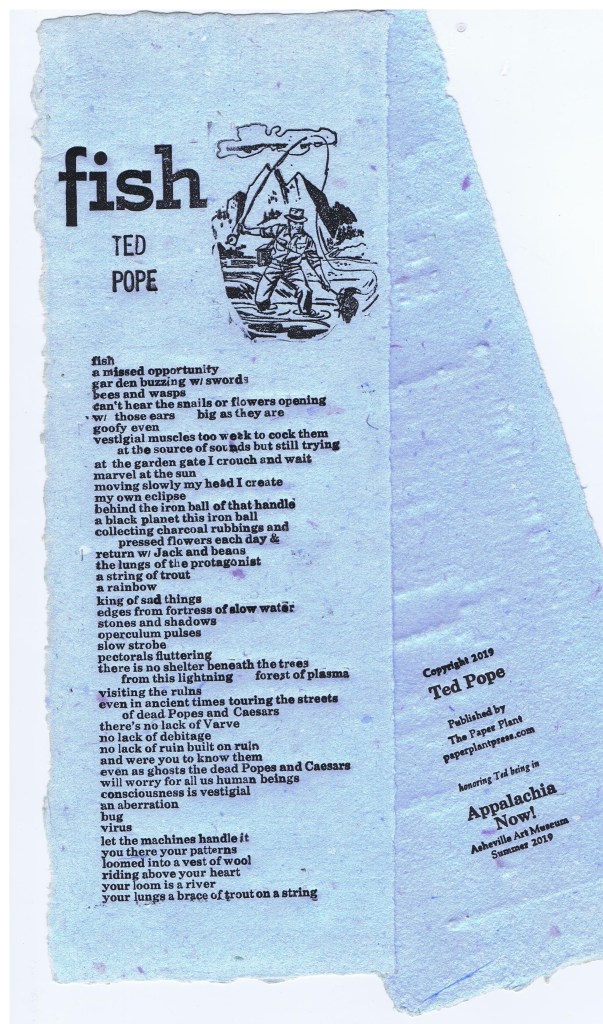 fish
TED
POPE
fish
a missed opportunity
gar den buzzing w/ swords
bees and wasps
can't hear the snails or flowers opening
w/ those ears big as they are
goofy even
vestigial muscles too weak to cock them
at the source of sounds but still trying
at the garden gate I crouch and wait
marvel at the sun
moving slowly my head I create
my own eclipse
behind the iron ball of that handle
a black planet this iron ball
collecting charcoal rubbings and
pressed flowers each day &
return w/ Jack and beans
the lungs of the protagonist
a string of trout
a rainbow
king of sad things
edges from fortress of slow water
stones and shadows
operculum pulses
slow strobe
pectorals fluttering
there is no shelter beneath the trees
from this lightning forest of plasma
visiting the ruins
even in ancient times touring the streets
of dead Popes and Caesars
there's no lack of Varve
no lack of debitage
no lack of ruin built on ruin
and were you to know them
even as ghosts the dead Popes and Caesars
will worry for all us human beings
consciousness is vestigial
an aberration
bug
virus
let the machines handle it
you there your patterns
loomed into a vest of wool
riding above your heart
your loom is a river
your lungs a brace of trout on a string
Copyright 2019
Ted Pope
Published by
The Paper Plant
paperplantpress.com
honoring Ted being in
Appalachia
Now!
Asheville Art Museum
Summer 2019